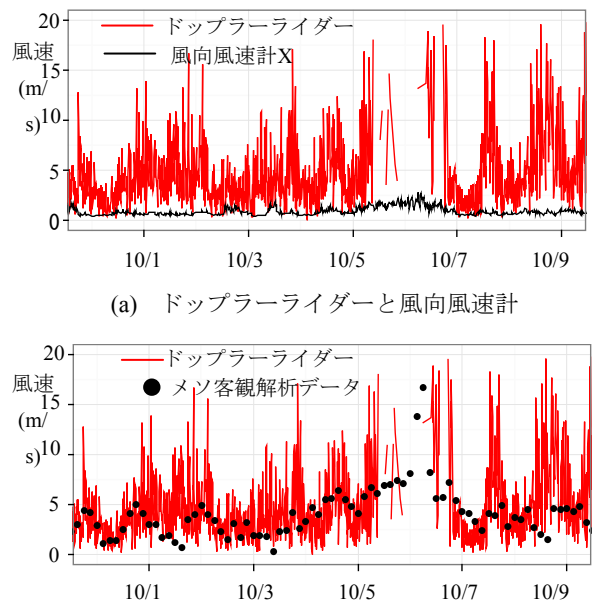 20
ドップラーライダー
風速
風向風速計X
15
(m/
s)
10
5
0
10/1 10/3 10/5 10/7 10/9
(a) ドップラーライダーと風向風速計
20
ドップラーライダー
風速
メソ客観解析データ
15
(m/
s)
10
5
0
10/1 10/3 10/5 10/7 10/9